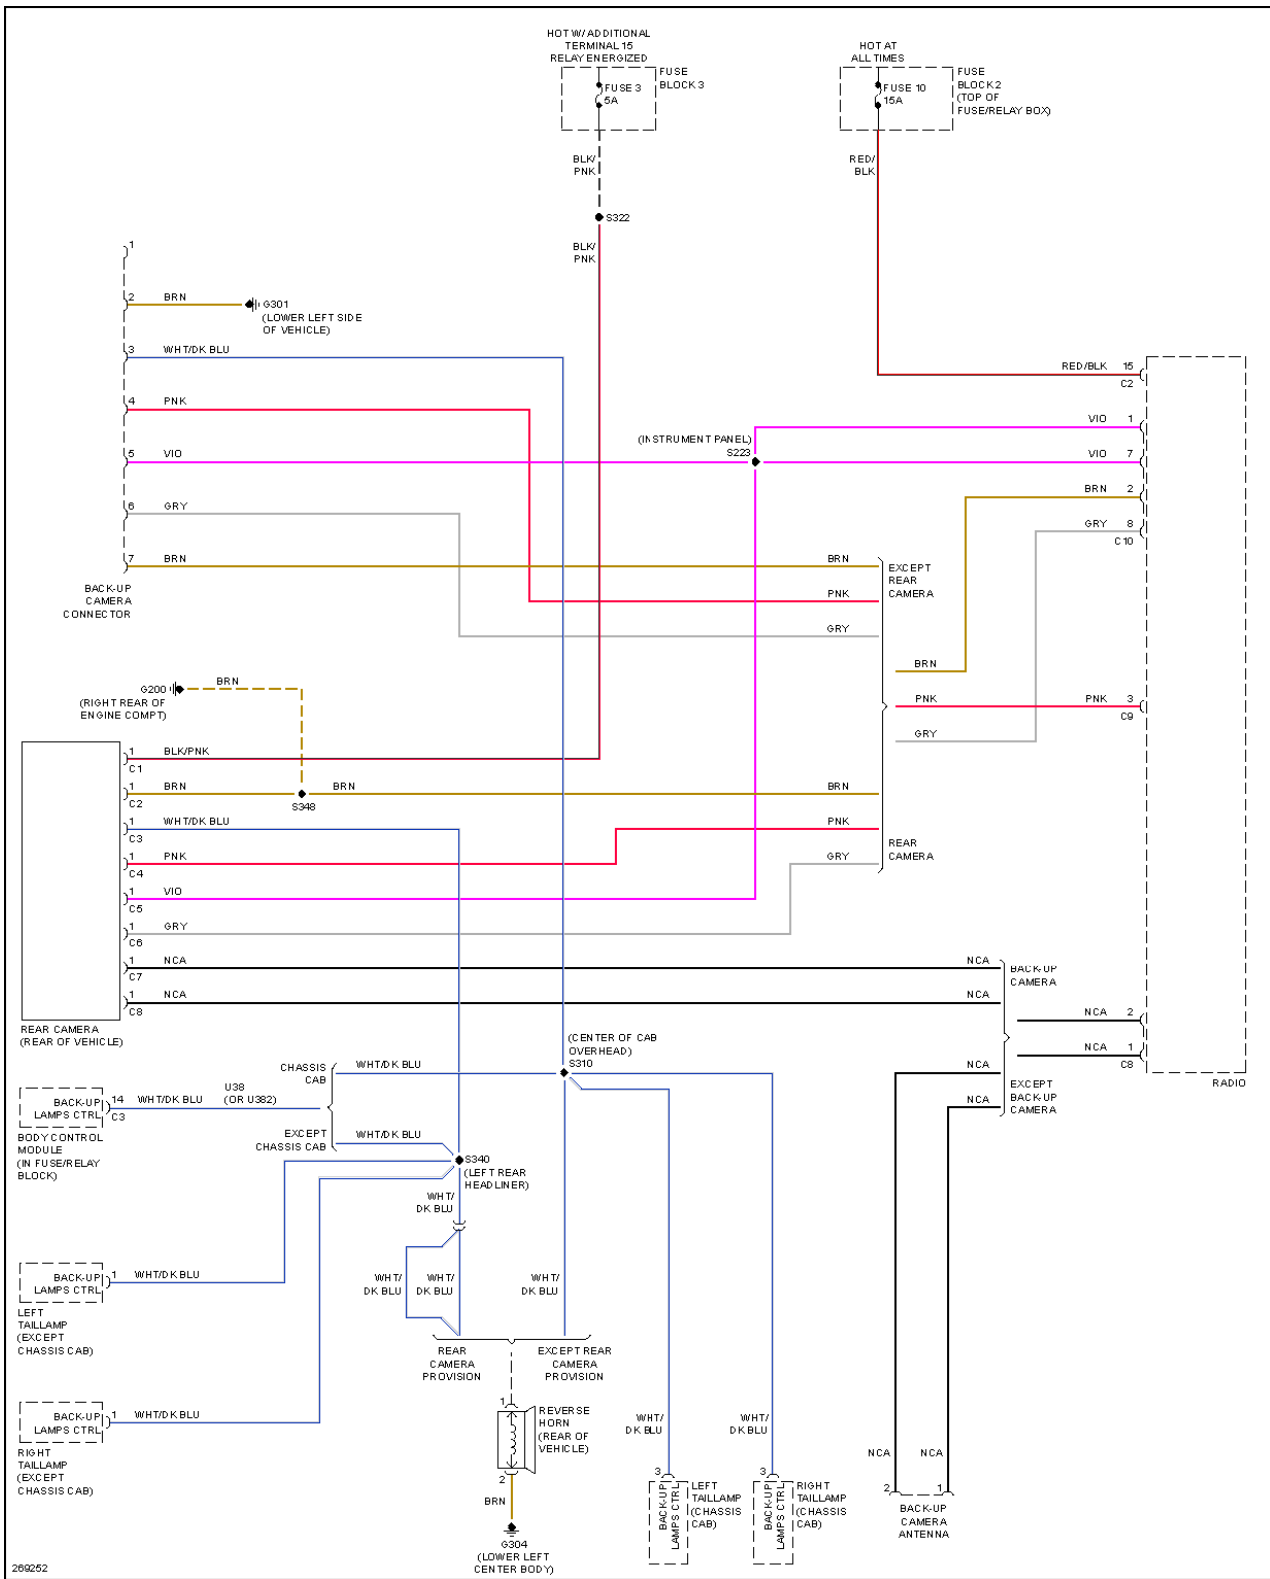 HOT W/ADDITIONAL
TERMINAL 15
RELAY ENERGIZED
FUSE 3
5A
FUSE
BLOCK 3
HOT AT
ALL TIMES
FUSE 10
15A
FUSE
BLOCK 2
(TOP OF
FUSE/RELAY BOX)
BLK/
PNK
RED/
BLK
S322
BLK/
PNK
1
2 BRN
G301
(LOWER LEFT SIDE
OF VEHICLE)
3 WHT/DK BLU
RED/BLK 15
C2
4 PNK
VIO 1
(INSTRUMENT PANEL)
S223
5 VIO
VIO 7
BRN 2
6 GRY
GRY 8
C10
7 BRN
BRN
EXCEPT
REAR
CAMERA
BACK-UP
CAMERA
CONNECTOR
PNK
GRY
BRN
G200
BRN
(RIGHT REAR OF
ENGINE COMPT)
PNK
PNK 3
C9
GRY
1 BLK/PNK
C1
1 BRN
C2
S348
BRN
BRN
1 WHT/DK BLU
C3
PNK
REAR
CAMERA
1 PNK
C4
GRY
1 VIO
C5
1 GRY
C6
1 NCA
C7
NCA
BACK-UP
CAMERA
1 NCA
C8
NCA
REAR CAMERA
(REAR OF VEHICLE)
NCA 2
NCA 1
C8
RADIO
(CENTER OF CAB
OVERHEAD)
S310
CHASSIS
CAB
WHT/DK BLU
NCA
EXCEPT
BACK-UP
CAMERA
NCA
U38
(OR U382)
BACK-UP
LAMPS CTRL
14 WHT/DK BLU
C3
BODY CONTROL
MODULE
(IN FUSE/RELAY
BLOCK)
EXCEPT
CHASSIS CAB
WHT/DK BLU
S340
(LEFT REAR
HEADLINER)
WHT/
DK BLU
BACK-UP
LAMPS CTRL
1 WHT/DK BLU
LEFT
TAILLAMP
(EXCEPT
CHASSIS CAB)
WHT/
DK BLU
WHT/
DK BLU
WHT/
DK BLU
REAR
CAMERA
PROVISION
EXCEPT REAR
CAMERA
PROVISION
BACK-UP
LAMPS CTRL
1 WHT/DK BLU
RIGHT
TAILLAMP
(EXCEPT
CHASSIS CAB)
1
REVERSE
HORN
(REAR OF
VEHICLE)
2
BRN
G304
(LOWER LEFT
CENTER BODY)
WHT/
DK BLU
WHT/
DK BLU
3
BACK-UP
LAMPS CTRL
LEFT
TAILLAMP
(CHASSIS
CAB)
3
BACK-UP
LAMPS CTRL
RIGHT
TAILLAMP
(CHASSIS
CAB)
NCA
NCA
2
1
BACK-UP
CAMERA
ANTENNA
269252